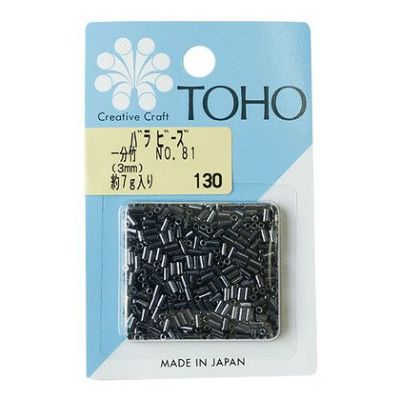 Creative Craft
TOHO
バラビーズ
一分竹 NO.81
(3mm)
約7g入り 130
MADE IN JAPAN